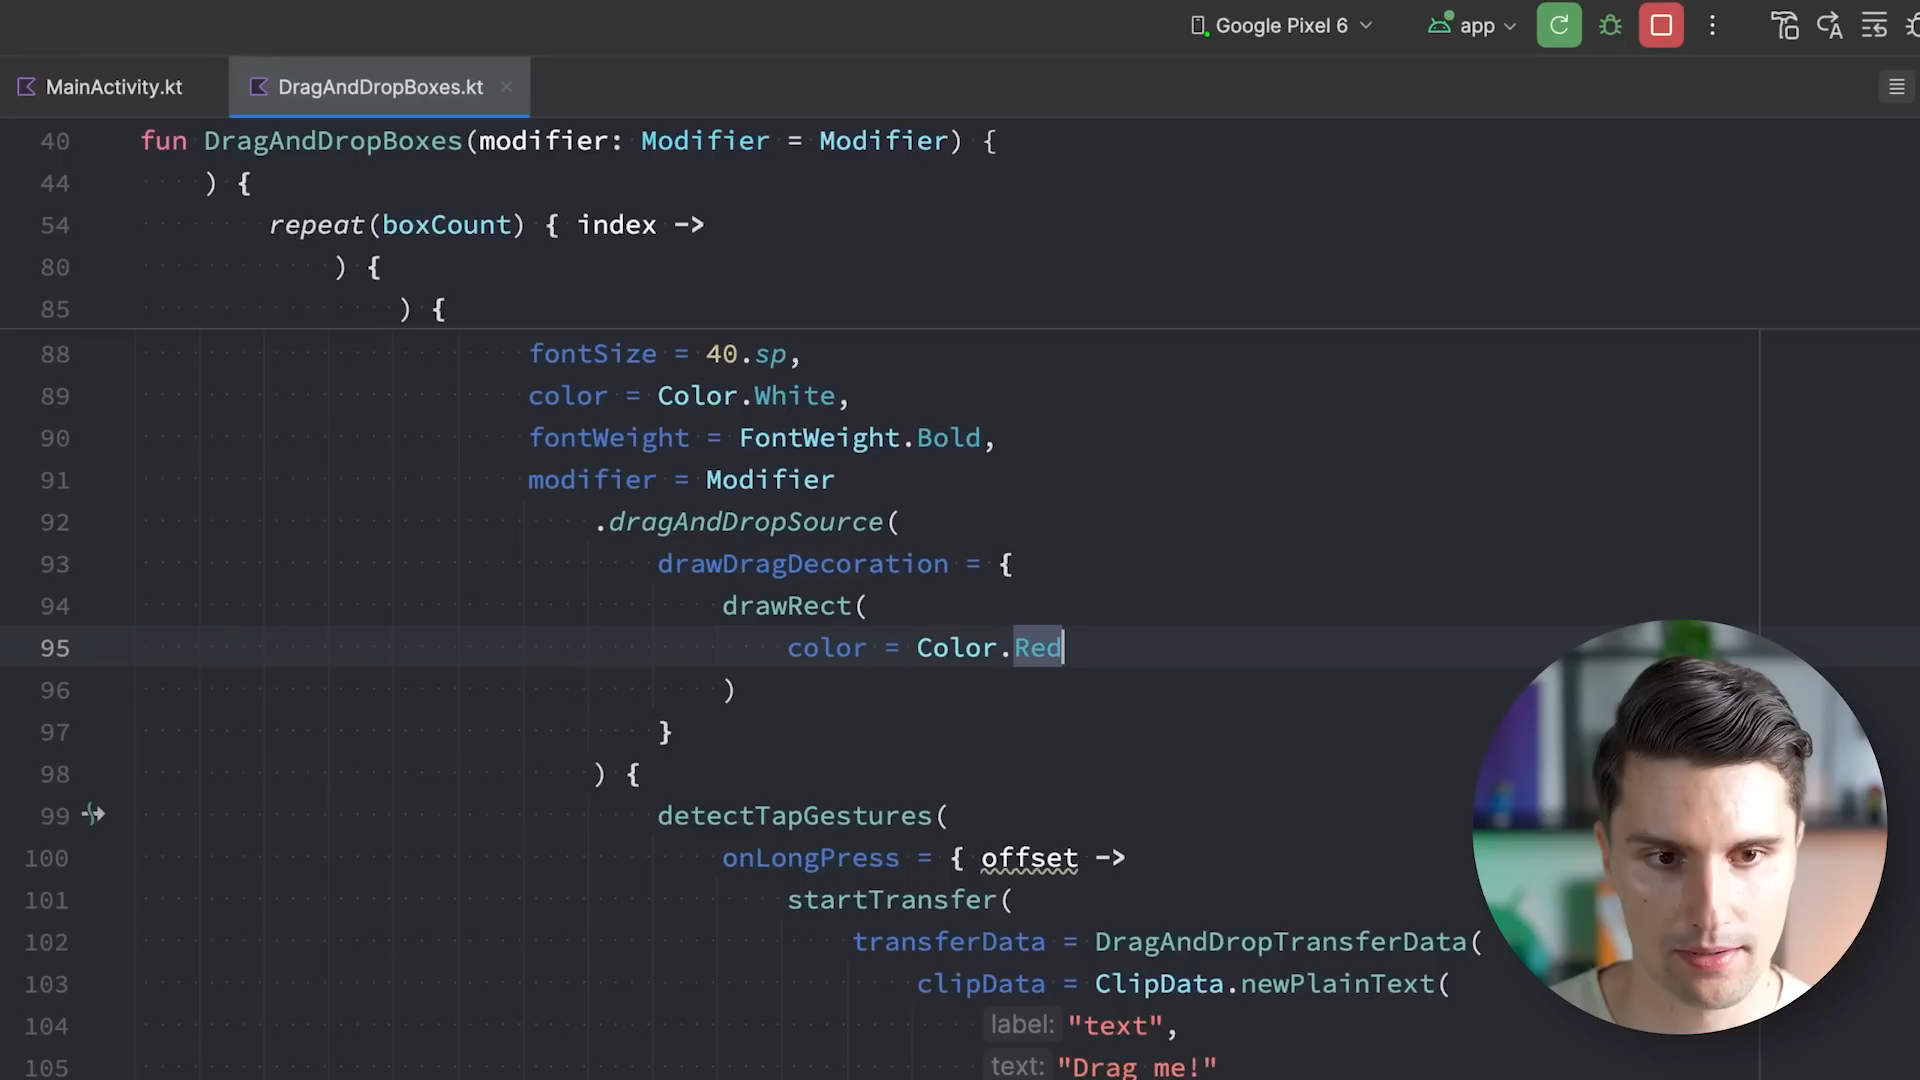 Google Pixel 6
app
MainActivity.kt
DragAndDropBoxes.kt
40 fun DragAndDropBoxes(modifier: Modifier = Modifier) {
44 ) {
54 repeat(boxCount) { index ->
80 ) {
85 ) {
88 fontSize = 40.sp,
89 color = Color.White,
90 fontWeight = FontWeight.Bold,
91 modifier = Modifier
92 .dragAndDropSource(
93 drawDragDecoration = {
94 drawRect(
95 color = Color.Red
96 )
97 }
98 ) {
99 detectTapGestures(
100 onLongPress = { offset ->
101 startTransfer(
102 transferData = DragAndDropTransferData(
103 clipData = ClipData.newPlainText(
104 label: "text",
105 text: "Drag me!"